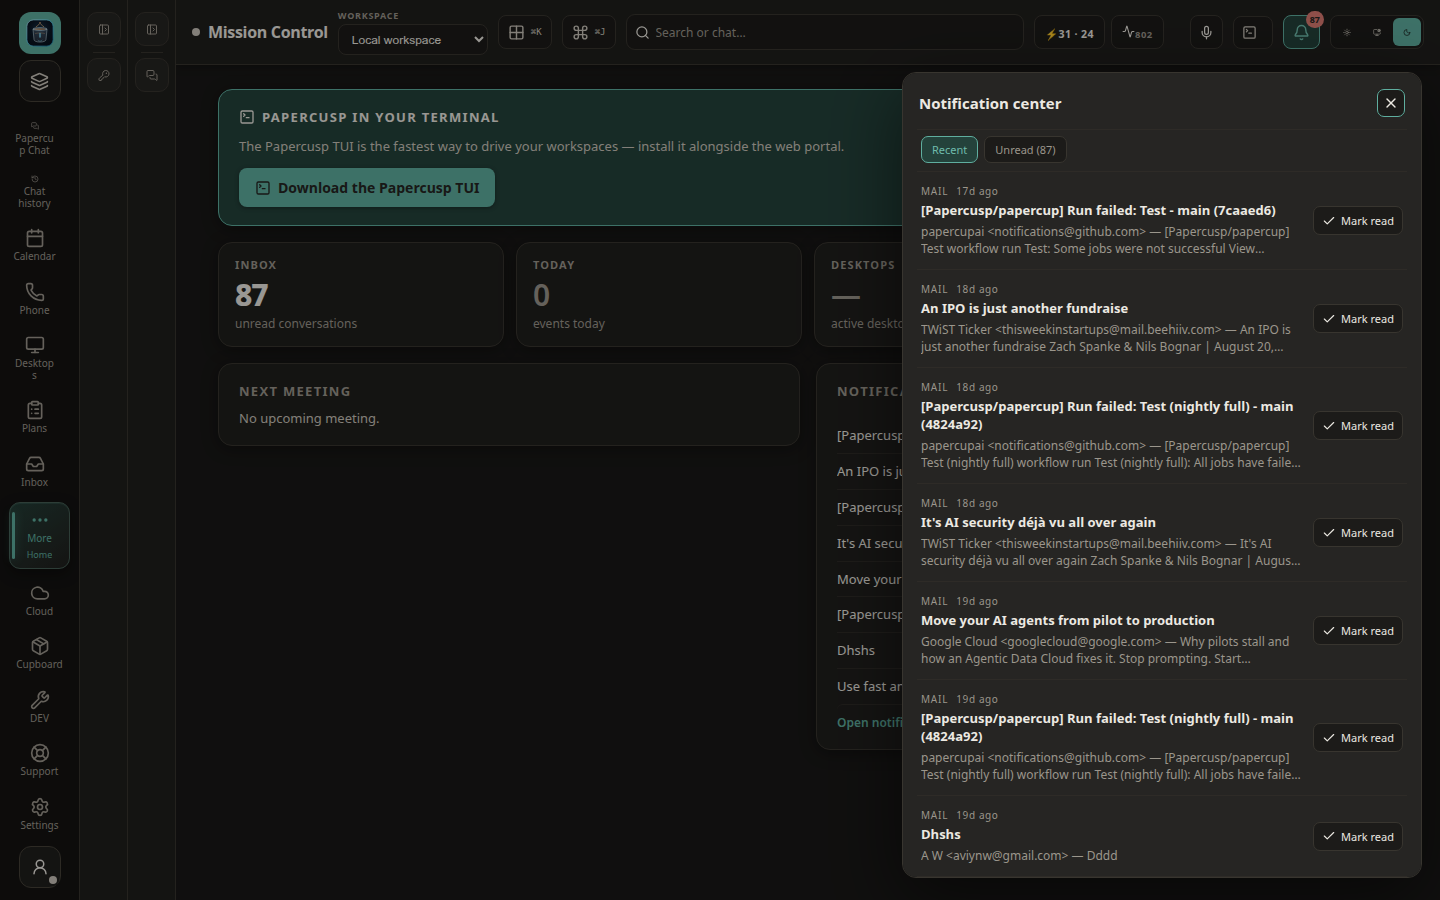 Mission Control
WORKSPACE
Local workspace
⌘K
⌘J
Search or chat...
⚡31 · 24
802
87
Papercu
p Chat
Chat
history
Calendar
Phone
Desktop
s
Plans
Inbox
More
Home
Cloud
Cupboard
DEV
Support
Settings
PAPERCUSP IN YOUR TERMINAL
The Papercusp TUI is the fastest way to drive your workspaces — install it alongside the web portal.
Download the Papercusp TUI
INBOX
87
unread conversations
TODAY
0
events today
DESKTOPS
—
active deskto
NEXT MEETING
No upcoming meeting.
NOTIFICA
[Papercusp
An IPO is ju
[Papercusp
It's AI secu
Move your
[Papercusp
Dhshs
Use fast ar
Open notifi
Notification center
Recent
Unread (87)
MAIL 17d ago
[Papercusp/papercup] Run failed: Test - main (7caaed6)
papercupai <notifications@github.com> — [Papercusp/papercup]
Test workflow run Test: Some jobs were not successful View...
Mark read
MAIL 18d ago
An IPO is just another fundraise
TWiST Ticker <thisweekinstartups@mail.beehiiv.com> — An IPO is
just another fundraise Zach Spanke & Nils Bognar | August 20,...
Mark read
MAIL 18d ago
[Papercusp/papercup] Run failed: Test (nightly full) - main
(4824a92)
papercupai <notifications@github.com> — [Papercusp/papercup]
Test (nightly full) workflow run Test (nightly full): All jobs have faile...
Mark read
MAIL 18d ago
It's AI security déjà vu all over again
TWiST Ticker <thisweekinstartups@mail.beehiiv.com> — It's AI
security déjà vu all over again Zach Spanke & Nils Bognar | Augus...
Mark read
MAIL 19d ago
Move your AI agents from pilot to production
Google Cloud <googlecloud@google.com> — Why pilots stall and
how an Agentic Data Cloud fixes it. Stop prompting. Start...
Mark read
MAIL 19d ago
[Papercusp/papercup] Run failed: Test (nightly full) - main
(4824a92)
papercupai <notifications@github.com> — [Papercusp/papercup]
Test (nightly full) workflow run Test (nightly full): All jobs have faile...
Mark read
MAIL 19d ago
Dhshs
A W <aviynw@gmail.com> — Dddd
Mark read